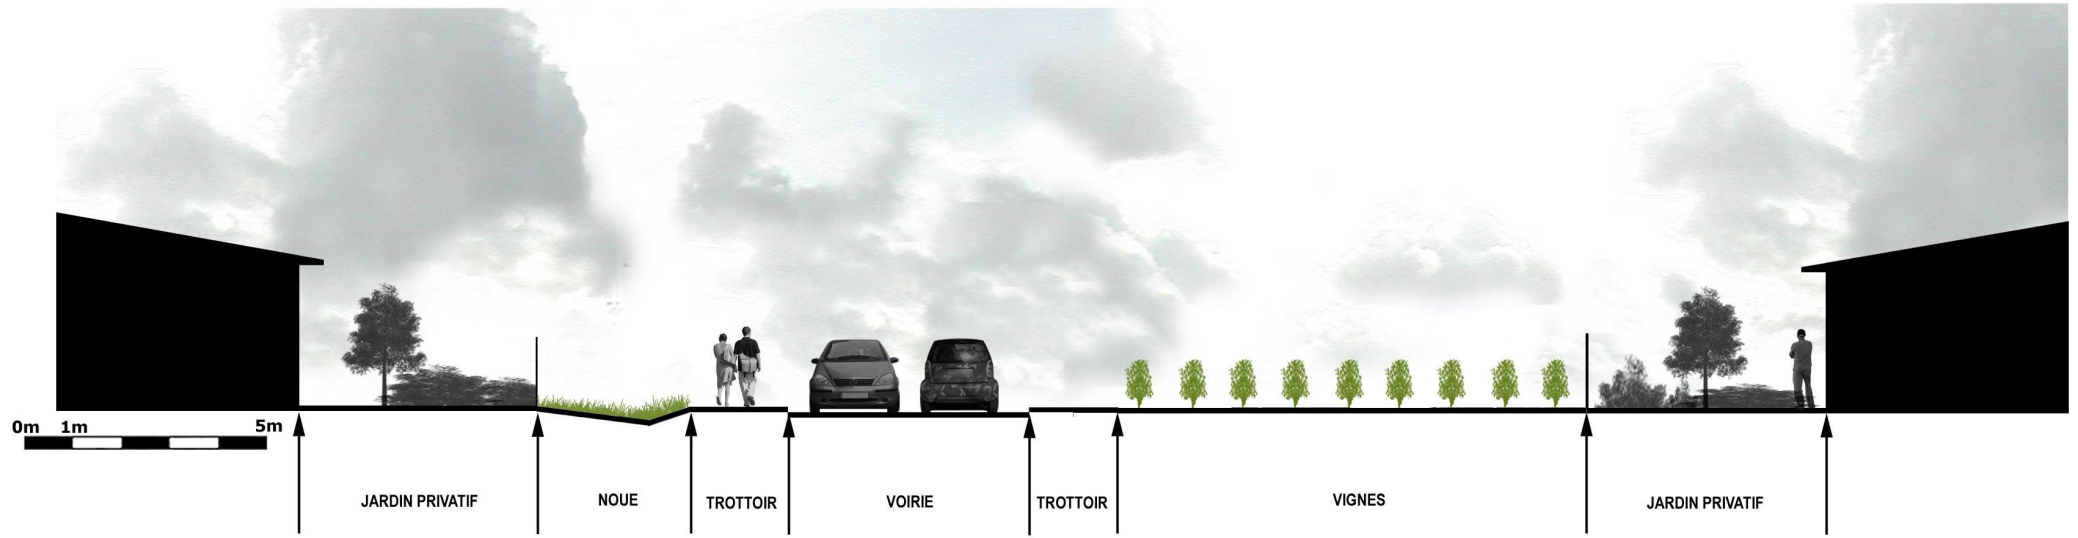 0m 1m 5m
JARDIN PRIVATIF
NOUE
TROTTOIR
VOIRIE
TROTTOIR
VIGNES
JARDIN PRIVATIF